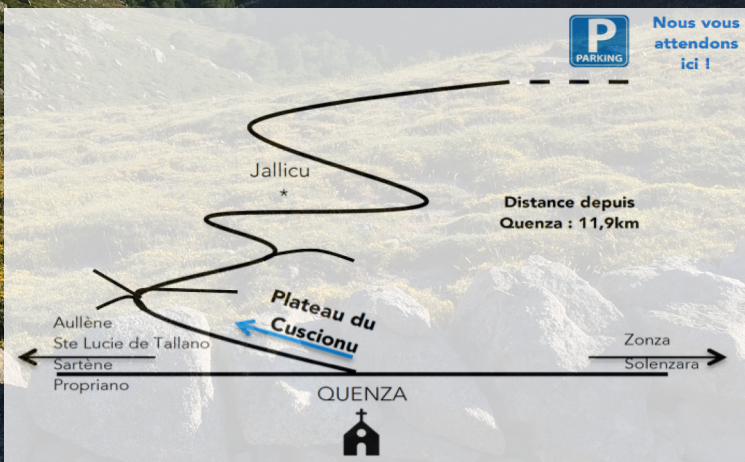 P
PARKING
Nous vous
attendons
ici !
Jallicu
*
Distance depuis
Quenza : 11,9km
Plateau du
Cuscionu
Aullène
Ste Lucie de Tallano
Sartène
Propriano
Zonza
Solenzara
QUENZA